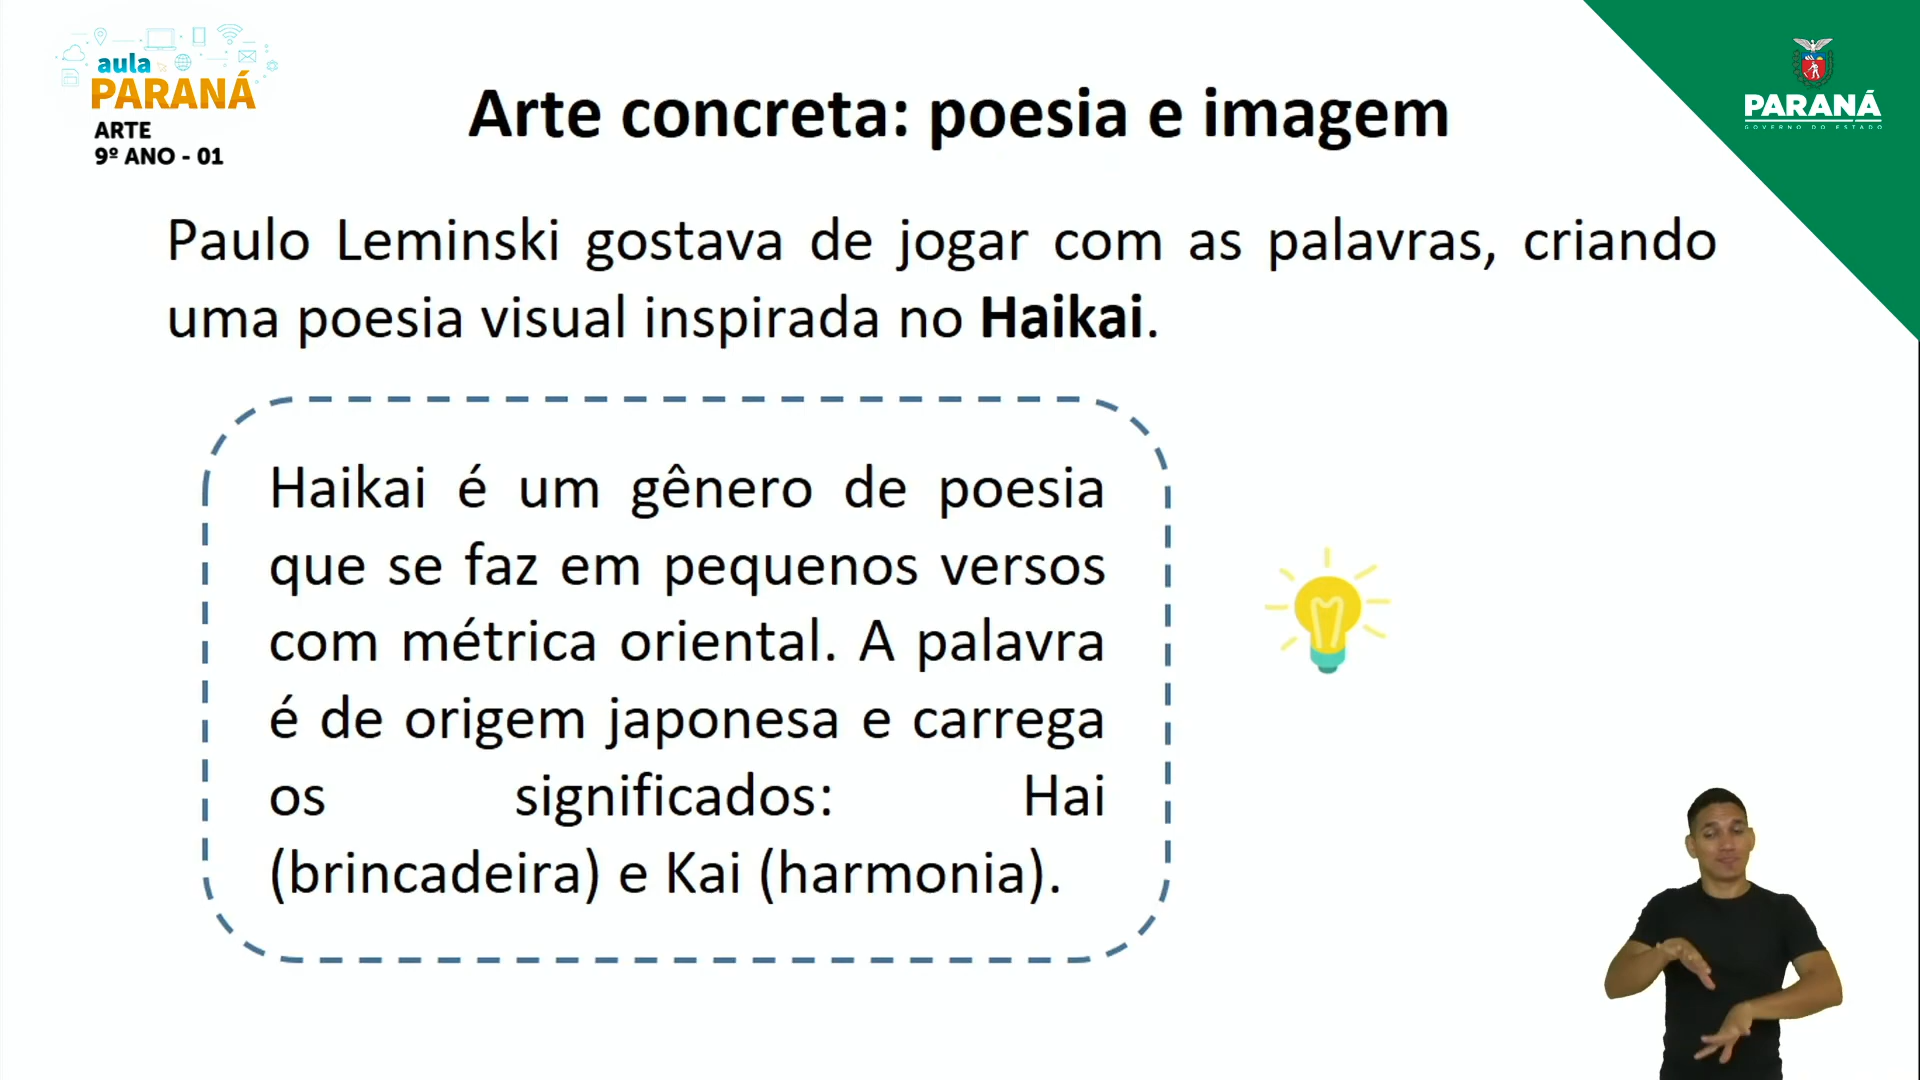 aula
PARANÁ
ARTE
9º ANO - 01
Arte concreta: poesia e imagem
PARANÁ
GOVERNO DO ESTADO
Paulo Leminski gostava de jogar com as palavras, criando
uma poesia visual inspirada no Haikai.
Haikai é um gênero de poesia
que se faz em pequenos versos
com métrica oriental. A palavra
é de origem japonesa e carrega
os significados: Hai
(brincadeira) e Kai (harmonia).